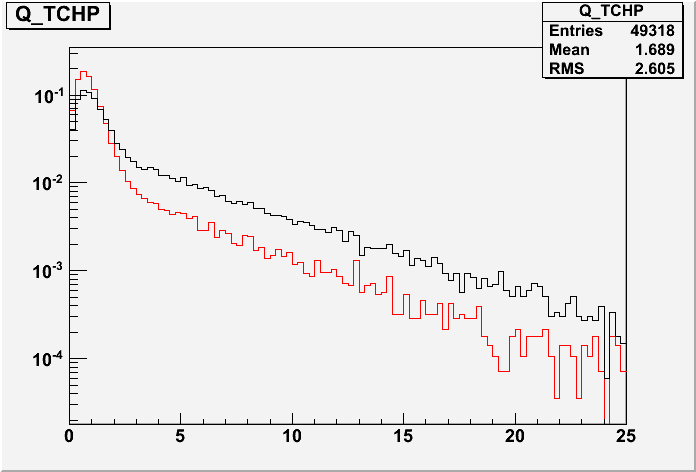 Q_TCHP
Q_TCHP
Entries 49318
Mean 1.689
RMS 2.605
10-1
10-2
10-3
10-4
0 5 10 15 20 25